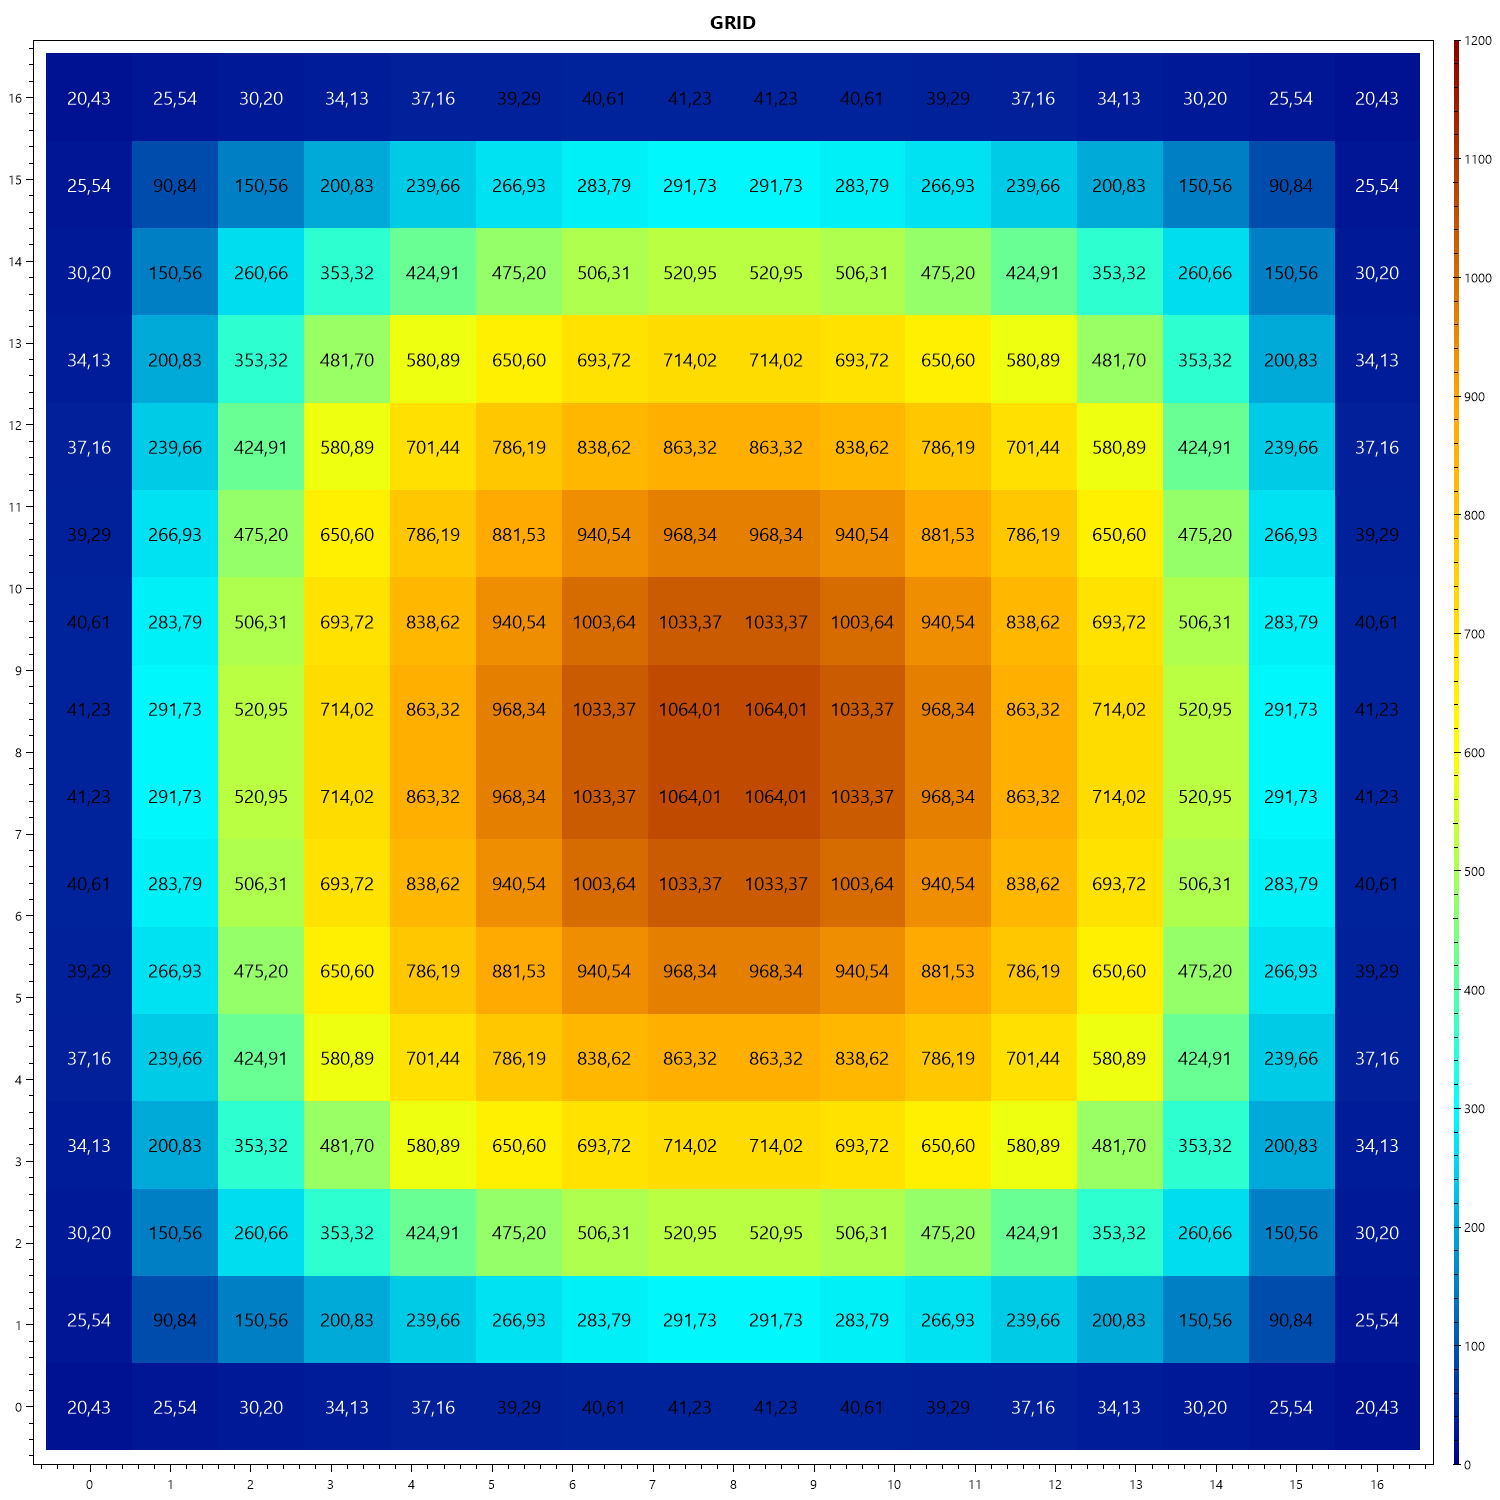 GRID
1200
16 20,43 25,54 30,20 34,13 37,16 39,29 40,61 41,23 41,23 40,61 39,29 37,16 34,13 30,20 25,54 20,43
1100
15 25,54 90,84 150,56 200,83 239,66 266,93 283,79 291,73 291,73 283,79 266,93 239,66 200,83 150,56 90,84 25,54
14 30,20 150,56 260,66 353,32 424,91 475,20 506,31 520,95 520,95 506,31 475,20 424,91 353,32 260,66 150,56 30,20
1000
13 34,13 200,83 353,32 481,70 580,89 650,60 693,72 714,02 714,02 693,72 650,60 580,89 481,70 353,32 200,83 34,13
900
12 37,16 239,66 424,91 580,89 701,44 786,19 838,62 863,32 863,32 838,62 786,19 701,44 580,89 424,91 239,66 37,16
11 39,29 266,93 475,20 650,60 786,19 881,53 940,54 968,34 968,34 940,54 881,53 786,19 650,60 475,20 266,93 39,29
800
10 40,61 283,79 506,31 693,72 838,62 940,54 1003,64 1033,37 1033,37 1003,64 940,54 838,62 693,72 506,31 283,79 40,61
700
9 41,23 291,73 520,95 714,02 863,32 968,34 1033,37 1064,01 1064,01 1033,37 968,34 863,32 714,02 520,95 291,73 41,23
8
600
41,23 291,73 520,95 714,02 863,32 968,34 1033,37 1064,01 1064,01 1033,37 968,34 863,32 714,02 520,95 291,73 41,23
7
500
40,61 283,79 506,31 693,72 838,62 940,54 1003,64 1033,37 1033,37 1003,64 940,54 838,62 693,72 506,31 283,79 40,61
6
39,29 266,93 475,20 650,60 786,19 881,53 940,54 968,34 968,34 940,54 881,53 786,19 650,60 475,20 266,93 39,29
5
400
37,16 239,66 424,91 580,89 701,44 786,19 838,62 863,32 863,32 838,62 786,19 701,44 580,89 424,91 239,66 37,16
4
300
34,13 200,83 353,32 481,70 580,89 650,60 693,72 714,02 714,02 693,72 650,60 580,89 481,70 353,32 200,83 34,13
3
200
30,20 150,56 260,66 353,32 424,91 475,20 506,31 520,95 520,95 506,31 475,20 424,91 353,32 260,66 150,56 30,20
2
25,54 90,84 150,56 200,83 239,66 266,93 283,79 291,73 291,73 283,79 266,93 239,66 200,83 150,56 90,84 25,54
1
100
0 20,43 25,54 30,20 34,13 37,16 39,29 40,61 41,23 41,23 40,61 39,29 37,16 34,13 30,20 25,54 20,43
0
0 1 2 3 4 5 6 7 8 9 10 11 12 13 14 15 16